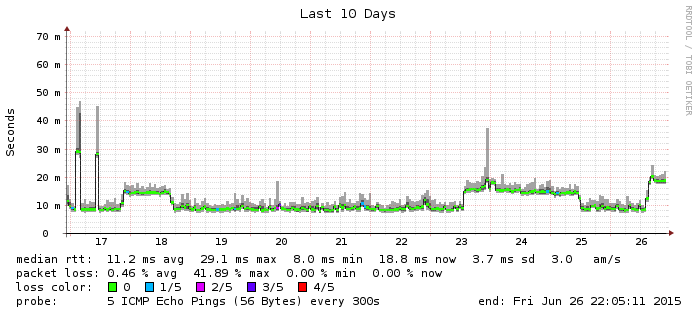 Last 10 Days
RRDTOOL / TOBI OETIKER
Seconds
70 m
60 m
50 m
40 m
30 m
20 m
10 m
0
17 18 19 20 21 22 23 24 25 26
median rtt: 11.2 ms avg 29.1 ms max 8.0 ms min 18.8 ms now 3.7 ms sd 3.0 am/s
packet loss: 0.46 % avg 41.89 % max 0.00 % min 0.00 % now
loss color: 0 1/5 2/5 3/5 4/5
probe: 5 ICMP Echo Pings (56 Bytes) every 300s end: Fri Jun 26 22:05:11 2015